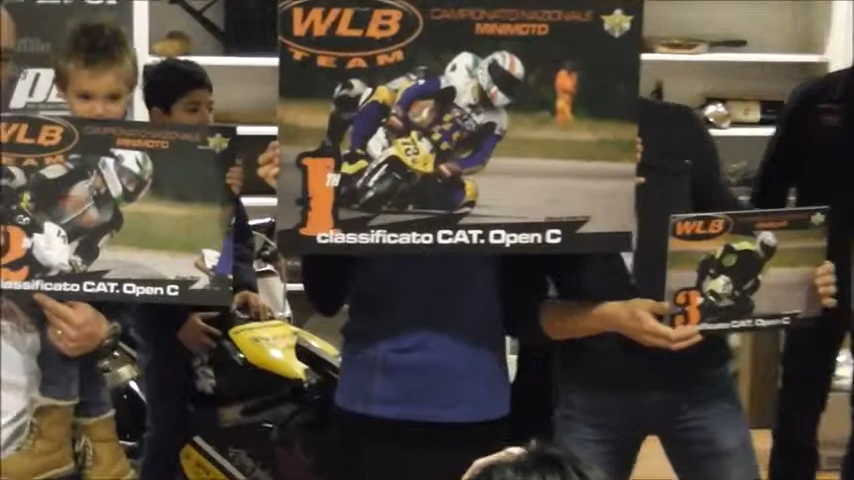 WLB
TEAM
CAMPIONATO NAZIONALE
MINIMOTO
1TH
classificato CAT. Open C
WLB
TEAM
CAMPIONATO NAZIONALE
MINIMOTO
2
classificato CAT. Open C
WLB
3
classificato CAT. Open C